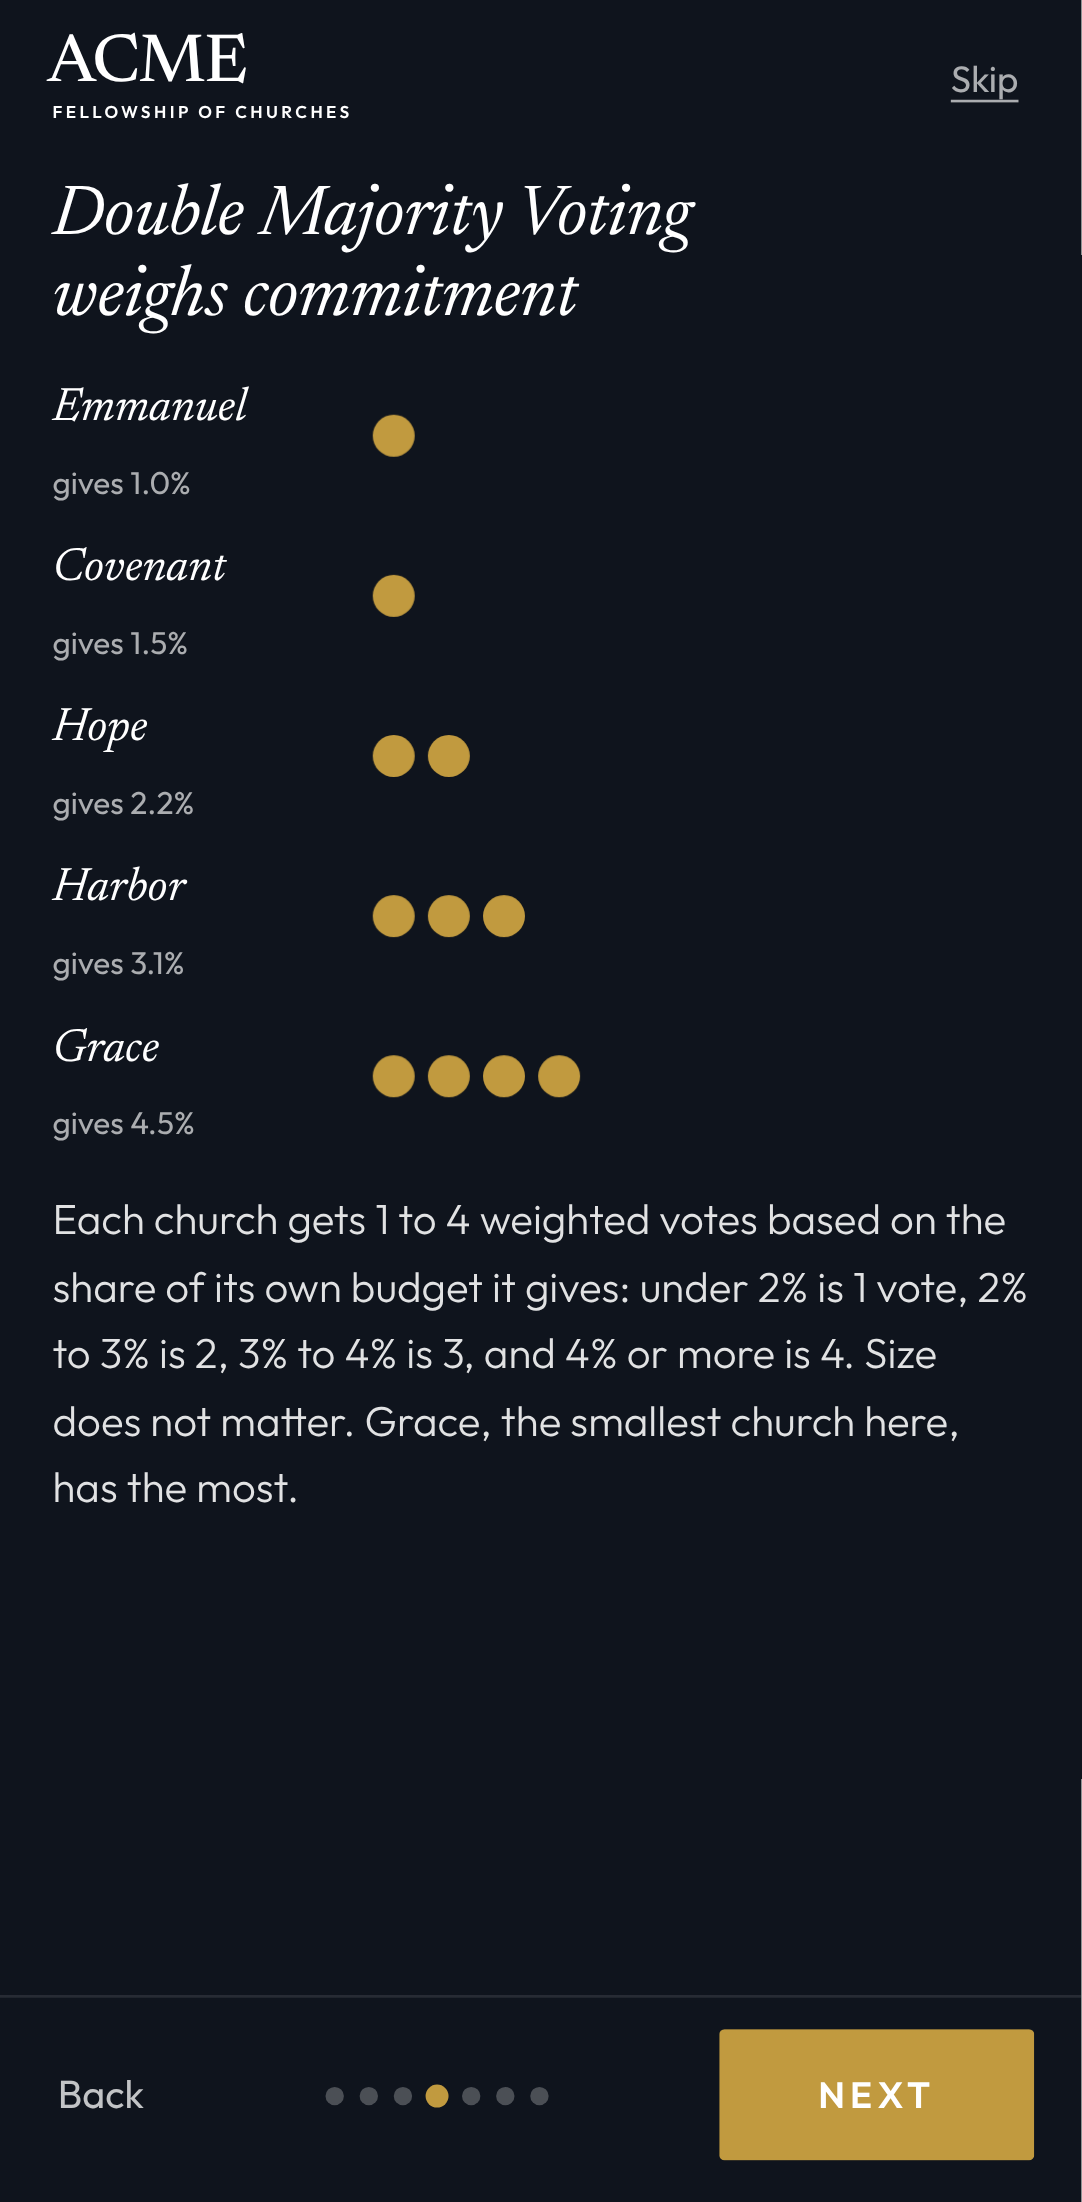 ACME
FELLOWSHIP OF CHURCHES
Skip
Double Majority Voting
weighs commitment
Emmanuel
gives 1.0%
Covenant
gives 1.5%
Hope
gives 2.2%
Harbor
gives 3.1%
Grace
gives 4.5%
Each church gets 1 to 4 weighted votes based on the
share of its own budget it gives: under 2% is 1 vote, 2%
to 3% is 2, 3% to 4% is 3, and 4% or more is 4. Size
does not matter. Grace, the smallest church here,
has the most.
Back
NEXT